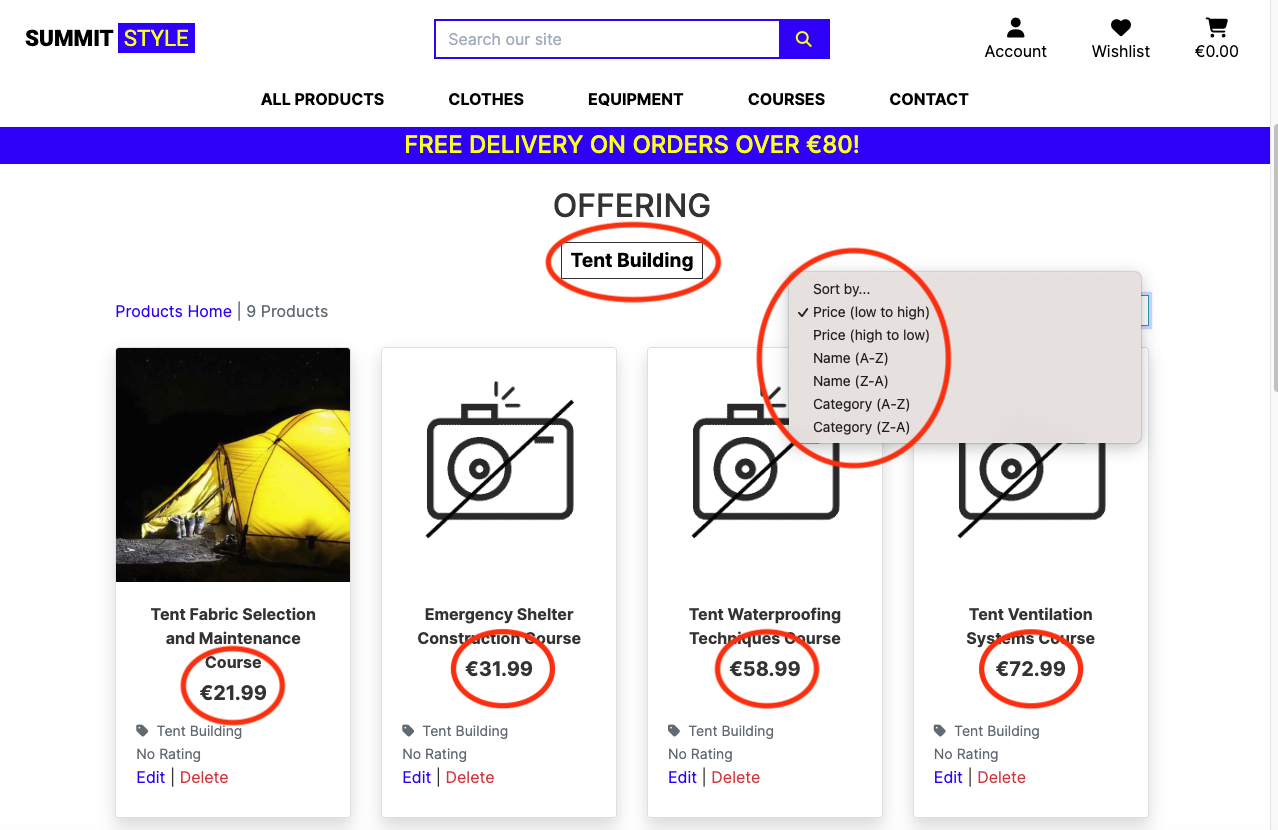 SUMMIT STYLE
Search our site
Account
Wishlist
€0.00
ALL PRODUCTS
CLOTHES
EQUIPMENT
COURSES
CONTACT
FREE DELIVERY ON ORDERS OVER €80!
OFFERING
Tent Building
Products Home | 9 Products
Sort by...
✓ Price (low to high)
Price (high to low)
Name (A-Z)
Name (Z-A)
Category (A-Z)
Category (Z-A)
Tent Fabric Selection
and Maintenance
Course
€21.99
Tent Building
No Rating
Edit | Delete
Emergency Shelter
Construction Course
€31.99
Tent Building
No Rating
Edit | Delete
Tent Waterproofing
Techniques Course
€58.99
Tent Building
No Rating
Edit | Delete
Tent Ventilation
Systems Course
€72.99
Tent Building
No Rating
Edit | Delete